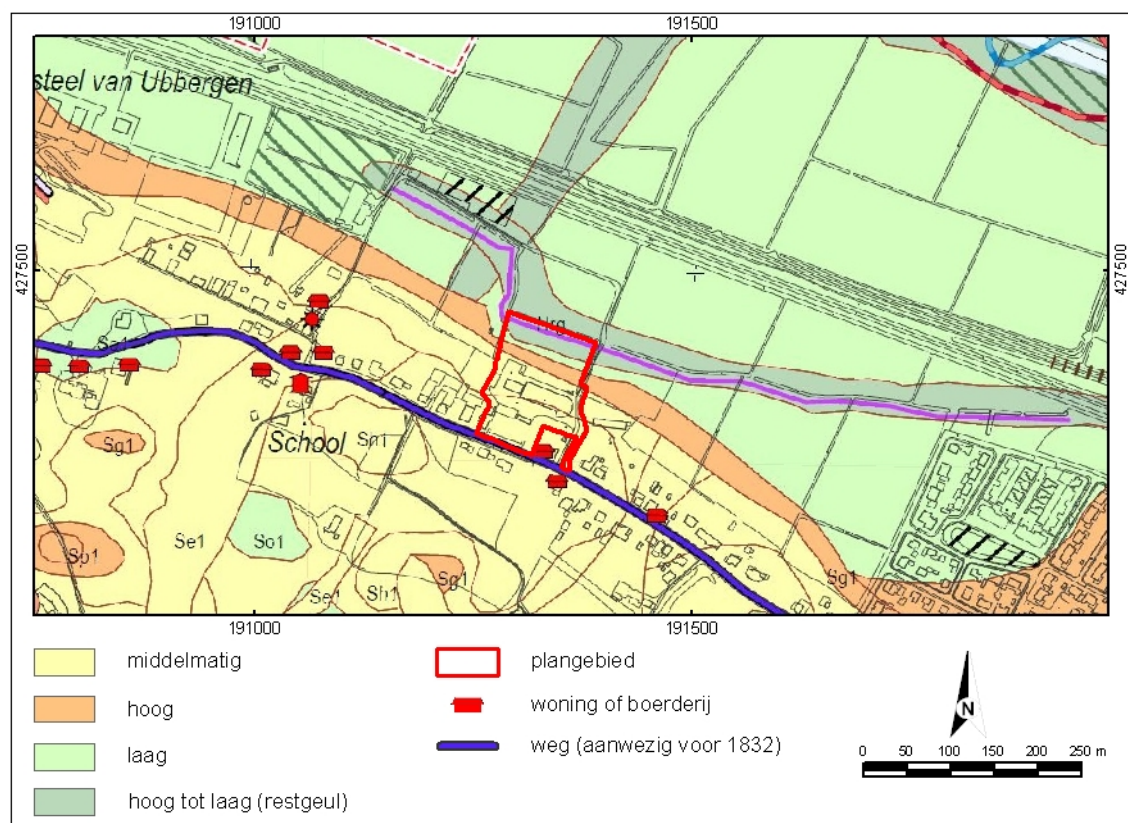 191000 191500
steel van Ubbergen
427500 427500
Hrg
School
Sg1 Sn1
Se1 So1
Sp1 Sg1
Se1 Sh1 Sg1
191000 191500
middelmatig
hoog
laag
hoog tot laag (restgeul)
plangebied
woning of boerderij
weg (aanwezig voor 1832)
N
0 50 100 150 200 250 m